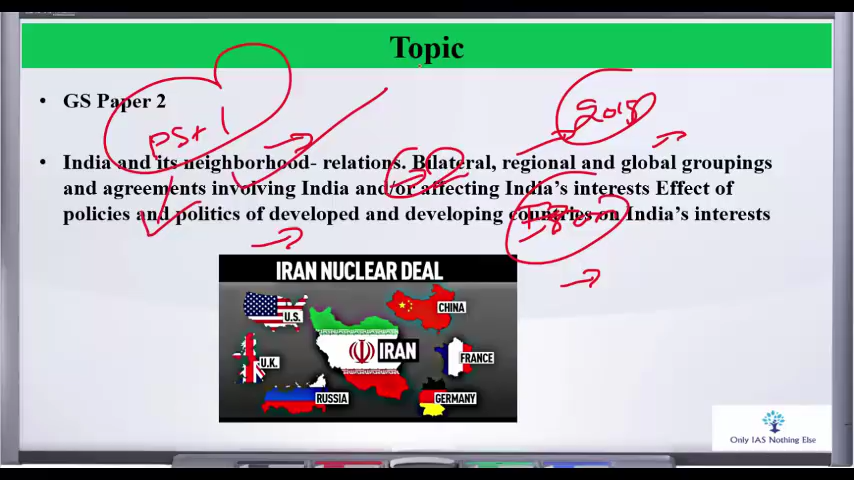 Topic
GS Paper 2
P5+1
2018
India and its neighborhood- relations. Bilateral, regional and global groupings
and agreements involving India and/or affecting India's interests Effect of
policies and politics of developed and developing countries on India's interests
IRAN NUCLEAR DEAL
U.S.
CHINA
IRAN
U.K.
FRANCE
RUSSIA
GERMANY
Only IAS Nothing Else